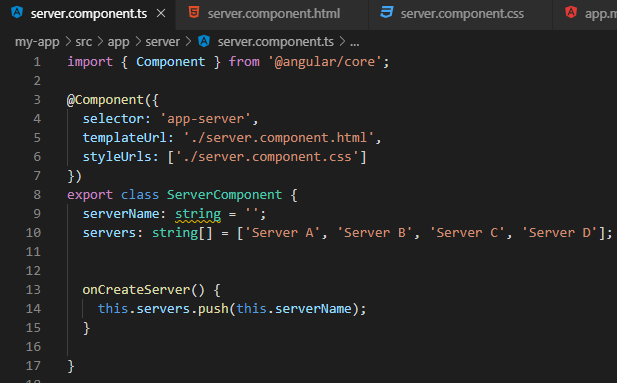 server.component.ts
server.component.html
server.component.css
app.m
my-app > src > app > server > server.component.ts > ...
1 import { Component } from '@angular/core';
2
3 @Component({
4   selector: 'app-server',
5   templateUrl: './server.component.html',
6   styleUrls: ['./server.component.css']
7 })
8 export class ServerComponent {
9   serverName: string = '';
10   servers: string[] = ['Server A', 'Server B', 'Server C', 'Server D'];
11
12
13   onCreateServer() {
14     this.servers.push(this.serverName);
15   }
16
17 }